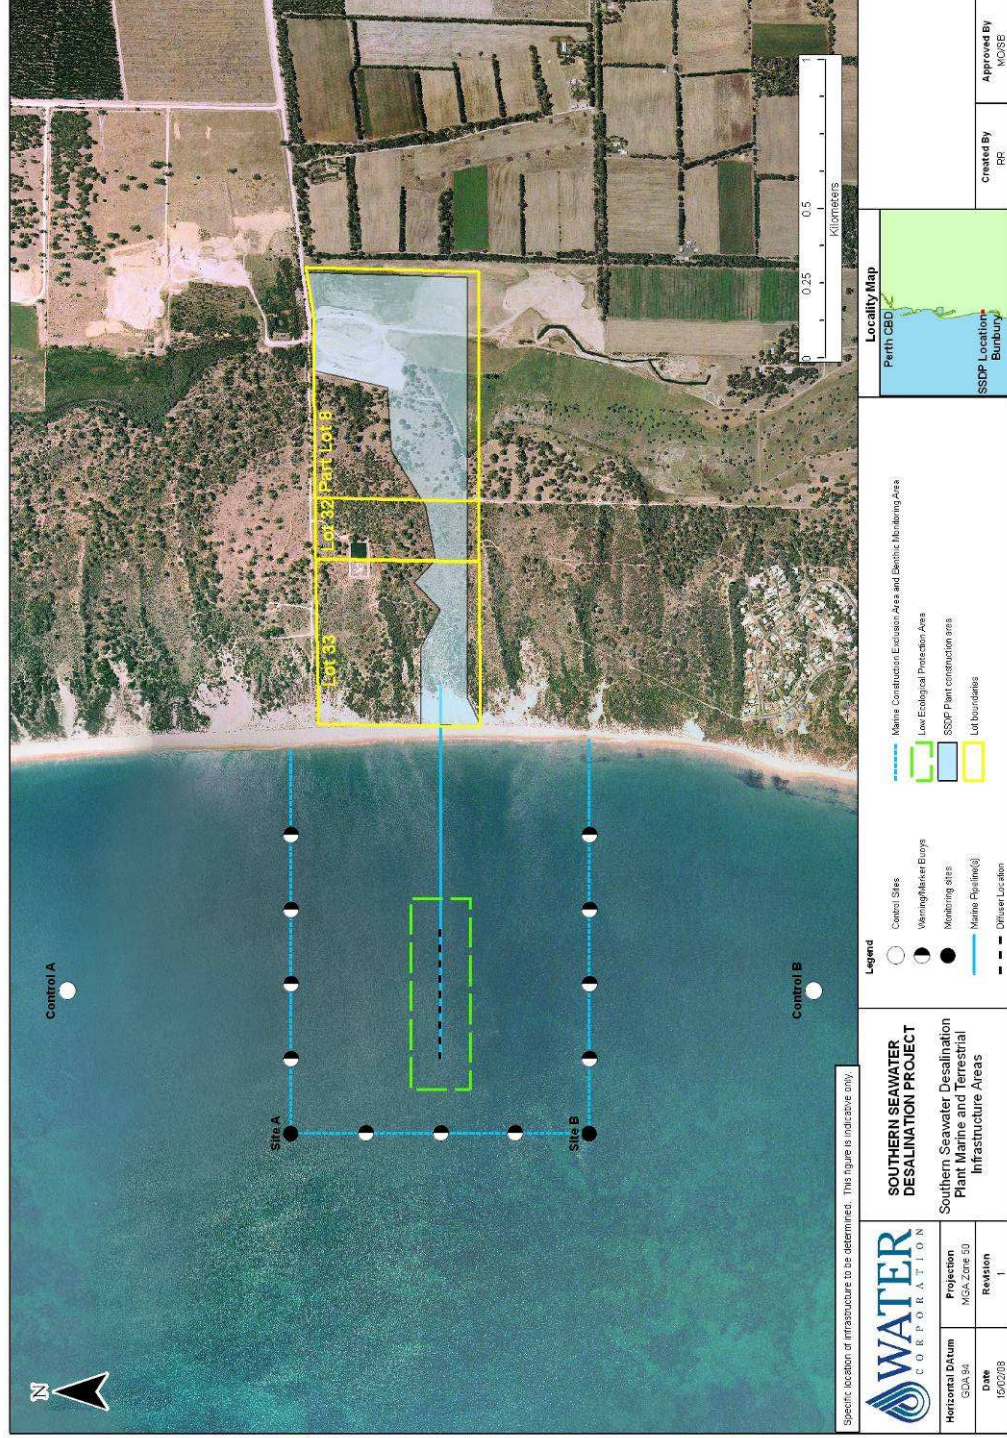 N
Control A
Site A
Site B
Control B
Lot 33
Lot 32
Part Lot 8
0
0.25
0.5
1
Kilometers
Specific location of infrastructure to be determined. This figure is indicative only.
WATER
CORPORATION
Horizontal DAtum
GDA 94
Projection
MGA Zone 50
Date
15/02/08
Revision
1
SOUTHERN SEAWATER
DESALINATION PROJECT
Southern Seawater Desalination
Plant Marine and Terrestrial
Infrastructure Areas
Legend
Control Sites
Warning/Marker Buoys
Monitoring sites
Marine Pipeline(s)
Diffuser Location
Marine Construction Exclusion Area and Benthic Monitoring Area
Low Ecological Protection Area
SSDP Plant construction area
Lot boundaries
Locality Map
Perth CBD
SSDP Location
Bunbury
Created By
RR
Approved By
MO/SB